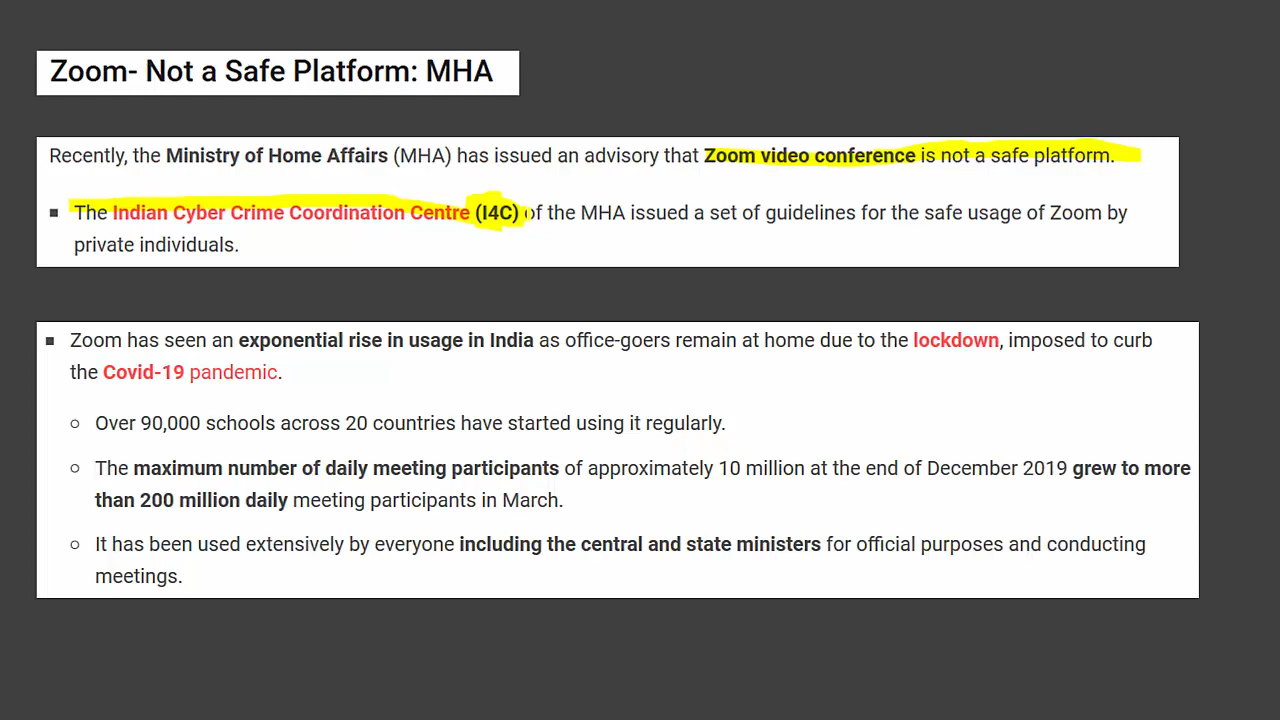 Zoom- Not a Safe Platform: MHA
Recently, the Ministry of Home Affairs (MHA) has issued an advisory that Zoom video conference is not a safe platform.
▪ The Indian Cyber Crime Coordination Centre (I4C) of the MHA issued a set of guidelines for the safe usage of Zoom by
private individuals.
▪ Zoom has seen an exponential rise in usage in India as office-goers remain at home due to the lockdown, imposed to curb
the Covid-19 pandemic.
○ Over 90,000 schools across 20 countries have started using it regularly.
○ The maximum number of daily meeting participants of approximately 10 million at the end of December 2019 grew to more
than 200 million daily meeting participants in March.
○ It has been used extensively by everyone including the central and state ministers for official purposes and conducting
meetings.